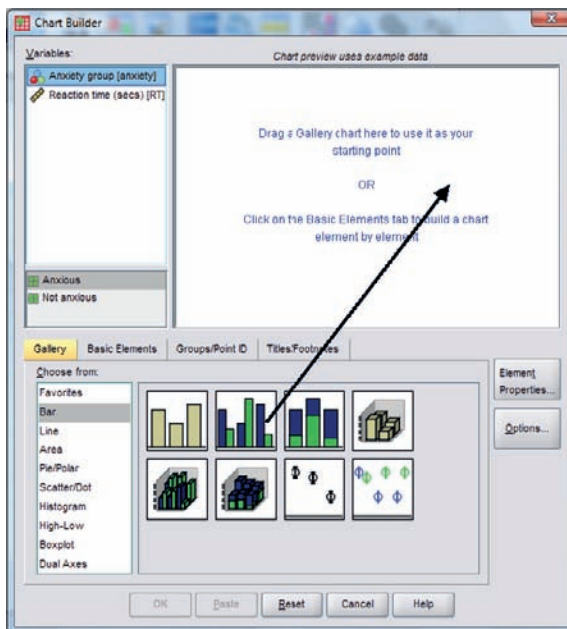 Chart Builder
Variables:
Chart preview uses example data
Anxiety group [anxiety]
Reaction time (secs) [RT]
Drag a Gallery chart here to use it as your
starting point
OR
Click on the Basic Elements tab to build a chart
element by element
Anxious
Not anxious
Gallery
Basic Elements
Groups/Point ID
Titles/Footnotes
Choose from:
Favorites
Bar
Line
Area
Pie/Polar
Scatter/Dot
Histogram
High-Low
Boxplot
Dual Axes
Element
Properties...
Options...
OK
Paste
Reset
Cancel
Help